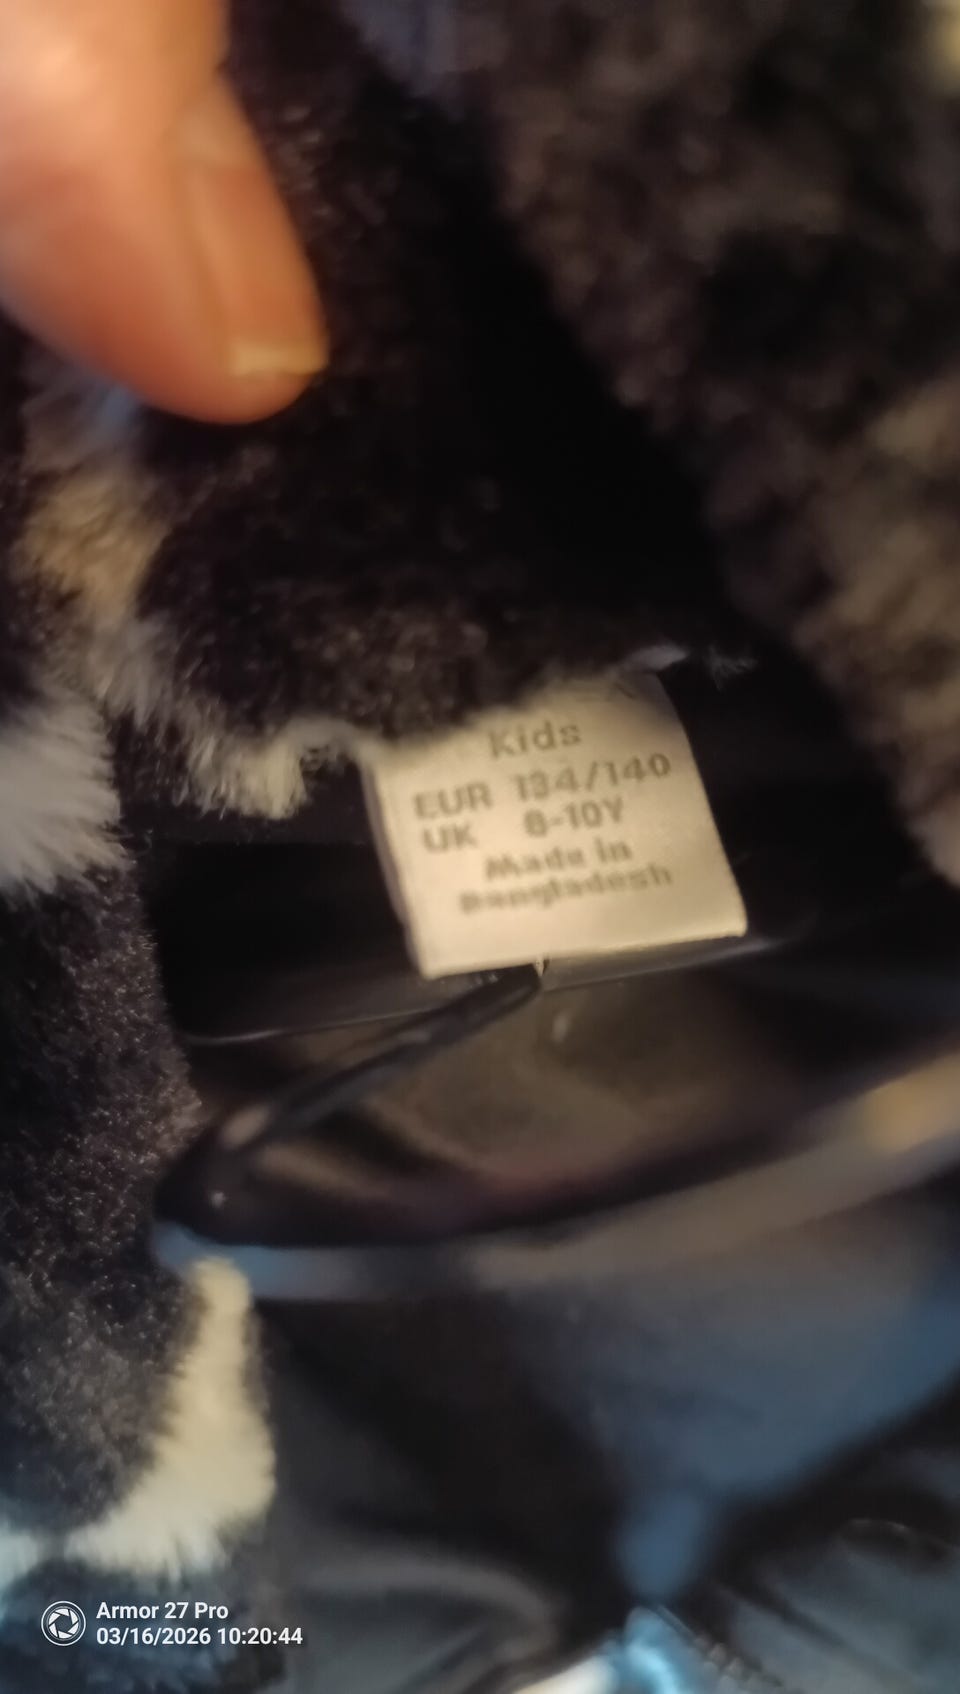 Kids
EUR 134/140
UK 8-10Y
Made in
Bangladesh
Armor 27 Pro
03/16/2026 10:20:44